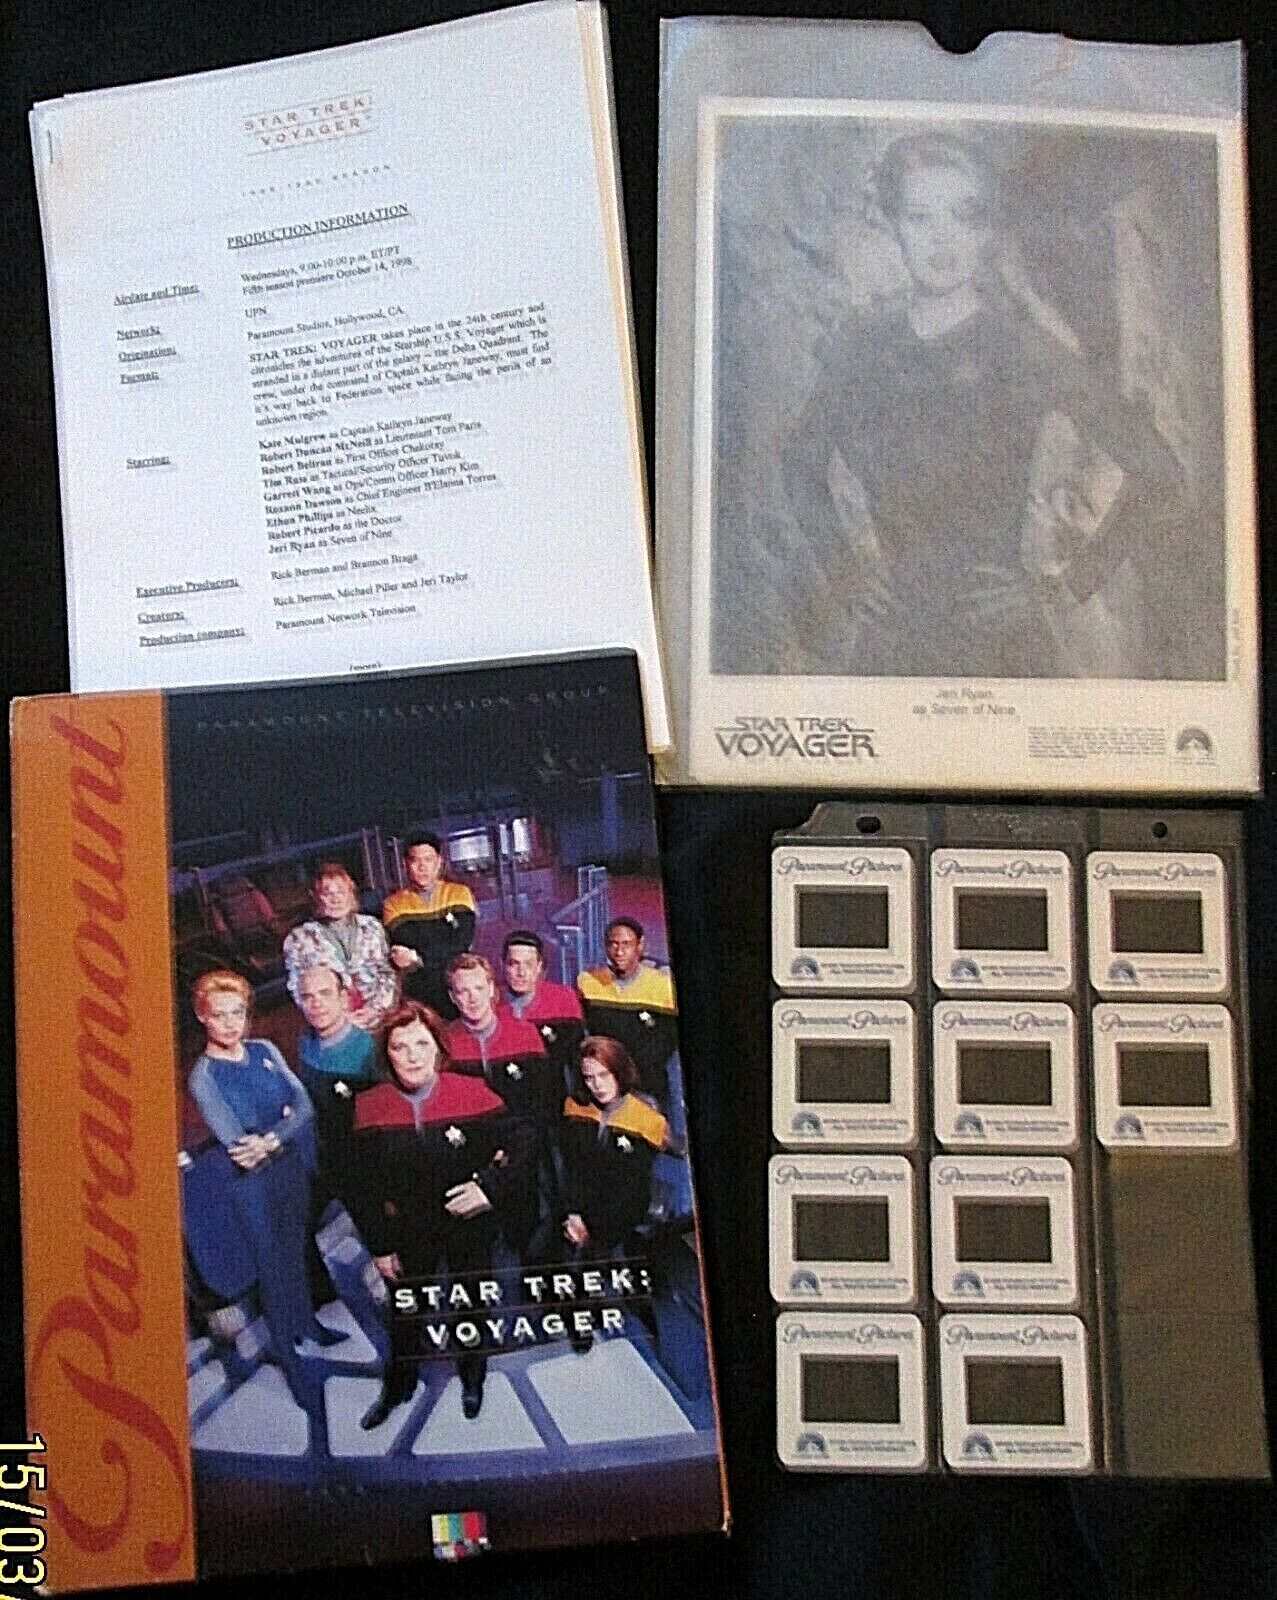 STAR TREK:
VOYAGER
1998-1999 SEASON
PRODUCTION INFORMATION
Airdate and Time:
Wednesdays, 9:00-10:00 p.m. ET/PT
Fifth season premiere October 14, 1998
Network:
UPN
Origination:
Paramount Studios, Hollywood, CA
Format:
STAR TREK: VOYAGER takes place in the 24th century and
chronicles the adventures of the Starship U.S.S. Voyager which is
stranded in a distant part of the galaxy -- the Delta Quadrant. The
crew, under the command of Captain Kathryn Janeway, must find
it's way back to Federation space while facing the perils of an
unknown region.
Starring:
Kate Mulgrew as Captain Kathryn Janeway
Robert Duncan McNeill as Lieutenant Tom Paris
Robert Beltran as First Officer Chakotay
Tim Russ as Tactical/Security Officer Tuvok
Garrett Wang as Ops/Comm Officer Harry Kim
Roxann Dawson as Chief Engineer B'Elanna Torres
Ethan Phillips as Neelix
Robert Picardo as the Doctor
Jeri Ryan as Seven of Nine
Executive Producers:
Rick Berman and Brannon Braga
Creators:
Rick Berman, Michael Piller and Jeri Taylor
Production company:
Paramount Network Television
(more)
Jeri Ryan
as Seven of Nine
STAR TREK
VOYAGER
Paramount
PARAMOUNT TELEVISION GROUP
STAR TREK:
VOYAGER
Paramount Pictures
Paramount Pictures
Paramount Pictures
Paramount Pictures
Paramount Pictures
Paramount Pictures
Paramount Pictures
Paramount Pictures
Paramount Pictures
Paramount Pictures
15/03/